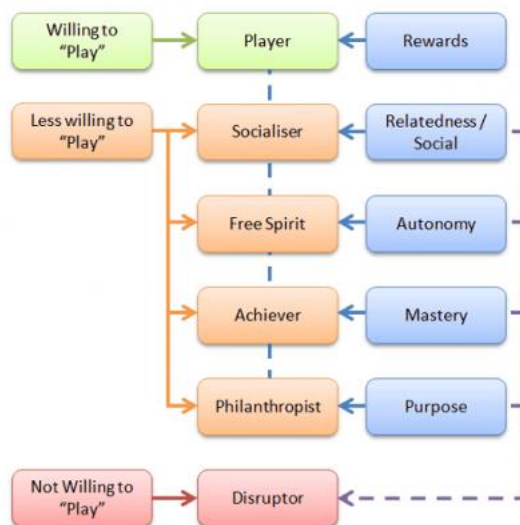 Willing to
"Play"
Player
Rewards
Less willing to
"Play"
Socialiser
Relatedness /
Social
Free Spirit
Autonomy
Achiever
Mastery
Philanthropist
Purpose
Not Willing to
"Play"
Disruptor